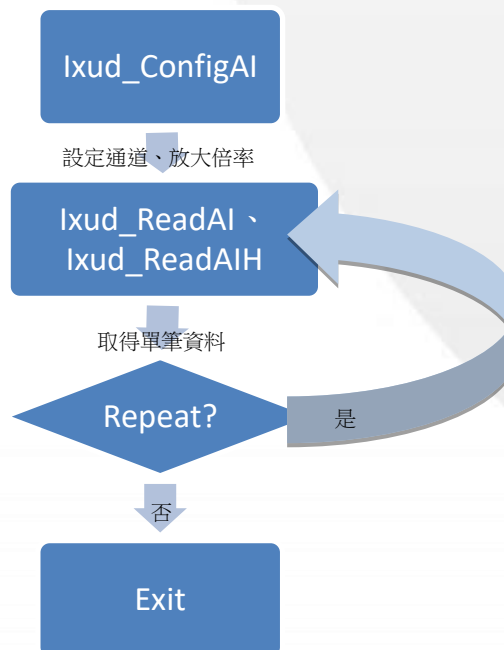 Ixud_ConfigAI
設定通道、放大倍率
Ixud_ReadAI、
Ixud_ReadAIH
取得單筆資料
Repeat?
是
否
Exit